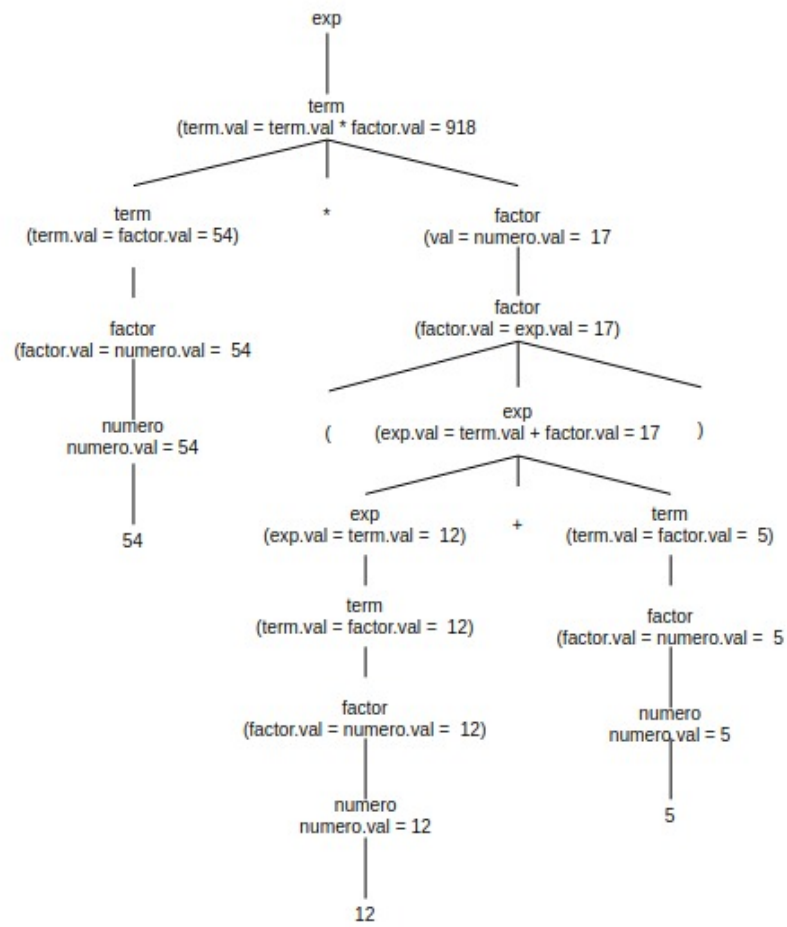 exp
term
(term.val = term.val * factor.val = 918
term
(term.val = factor.val = 54)
*
factor
(val = numero.val = 17
factor
(factor.val = numero.val = 54
factor
(factor.val = exp.val = 17)
numero
numero.val = 54
(
exp
(exp.val = term.val + factor.val = 17
)
54
exp
(exp.val = term.val = 12)
+
term
(term.val = factor.val = 5)
term
(term.val = factor.val = 12)
factor
(factor.val = numero.val = 5
factor
(factor.val = numero.val = 12)
numero
numero.val = 5
numero
numero.val = 12
5
12